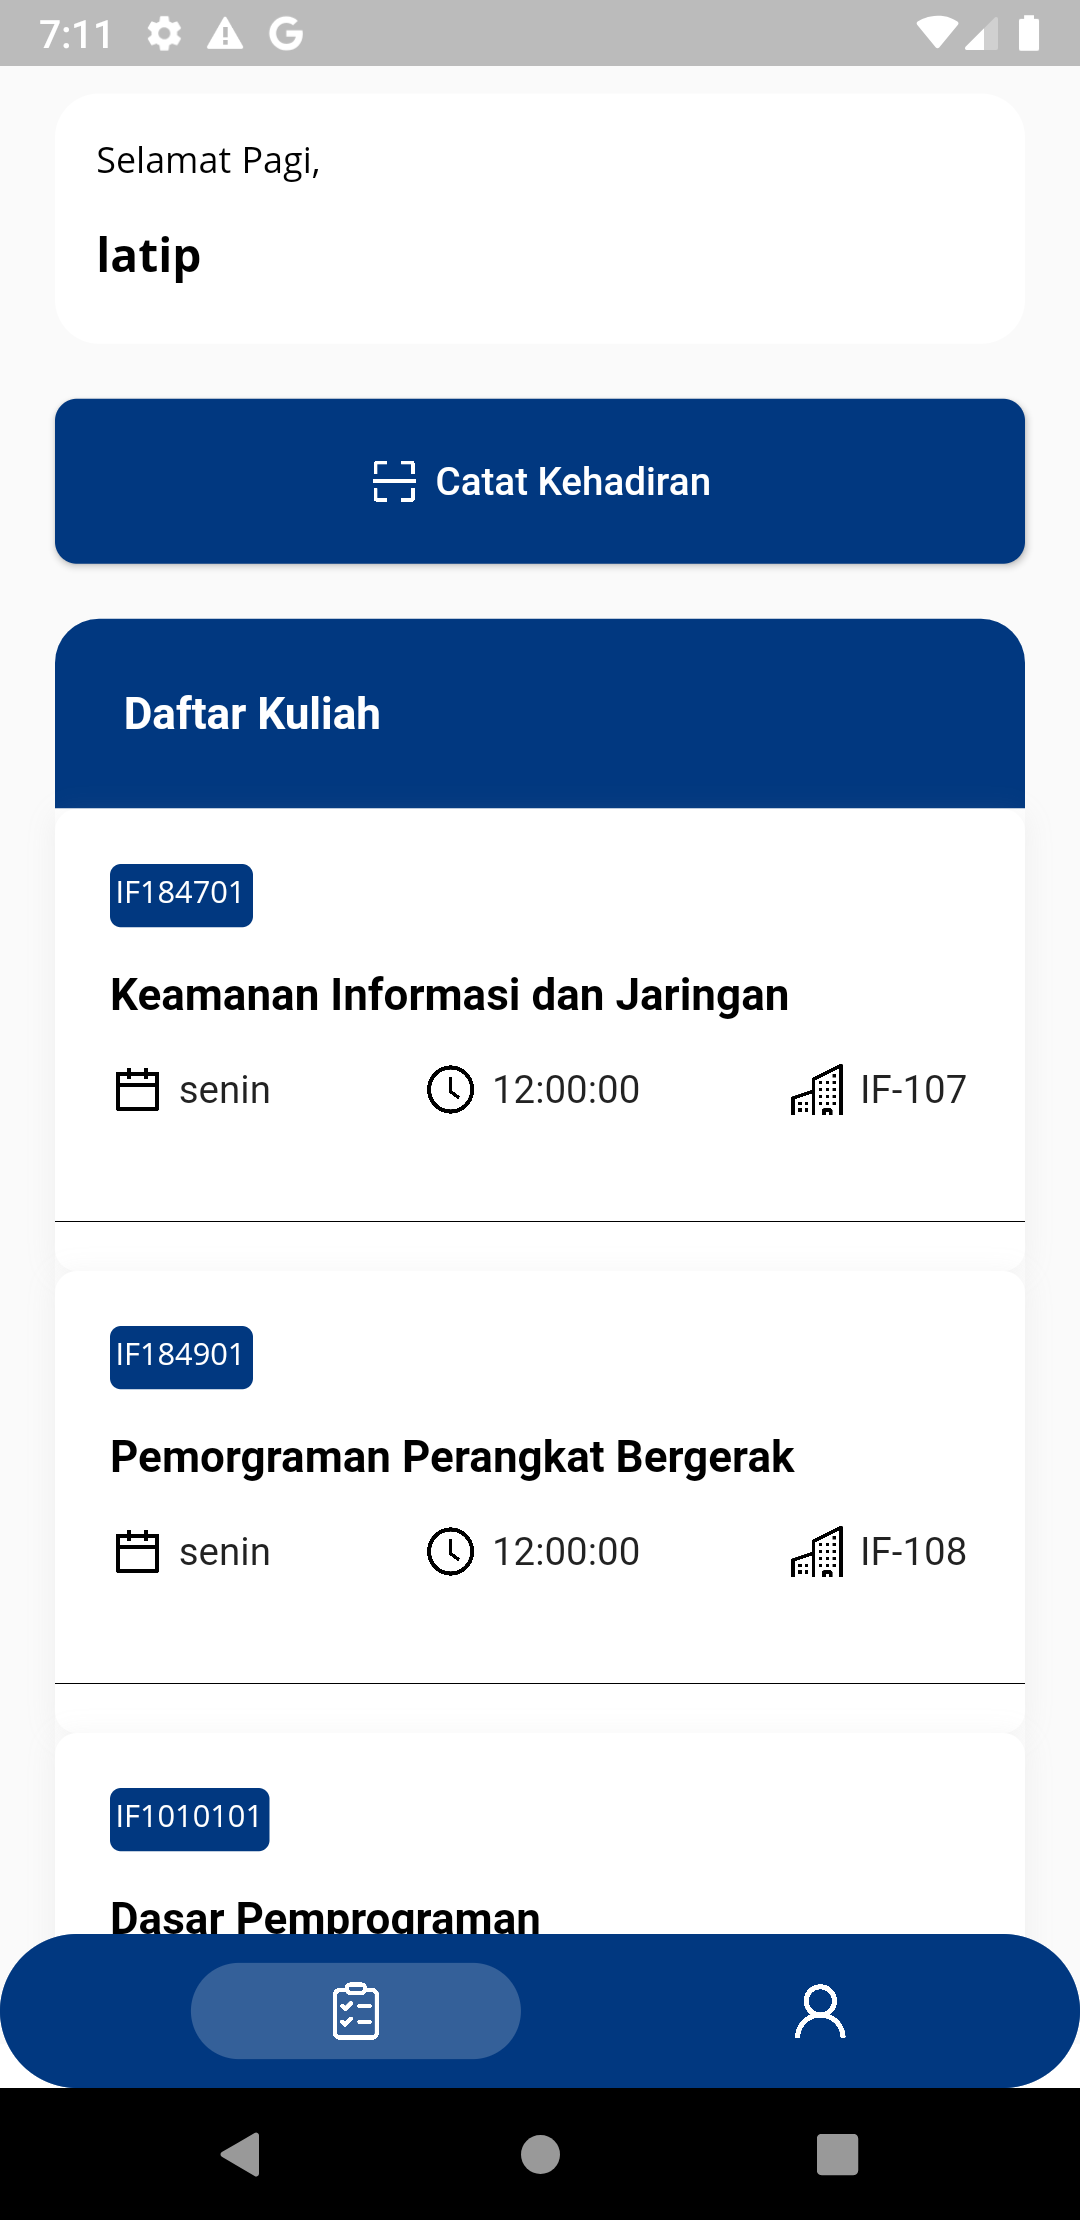 7:11
Selamat Pagi,
latip
Catat Kehadiran
Daftar Kuliah
IF184701
Keamanan Informasi dan Jaringan
senin 12:00:00 IF-107
IF184901
Pemorgraman Perangkat Bergerak
senin 12:00:00 IF-108
IF1010101
Dasar Pemprograman